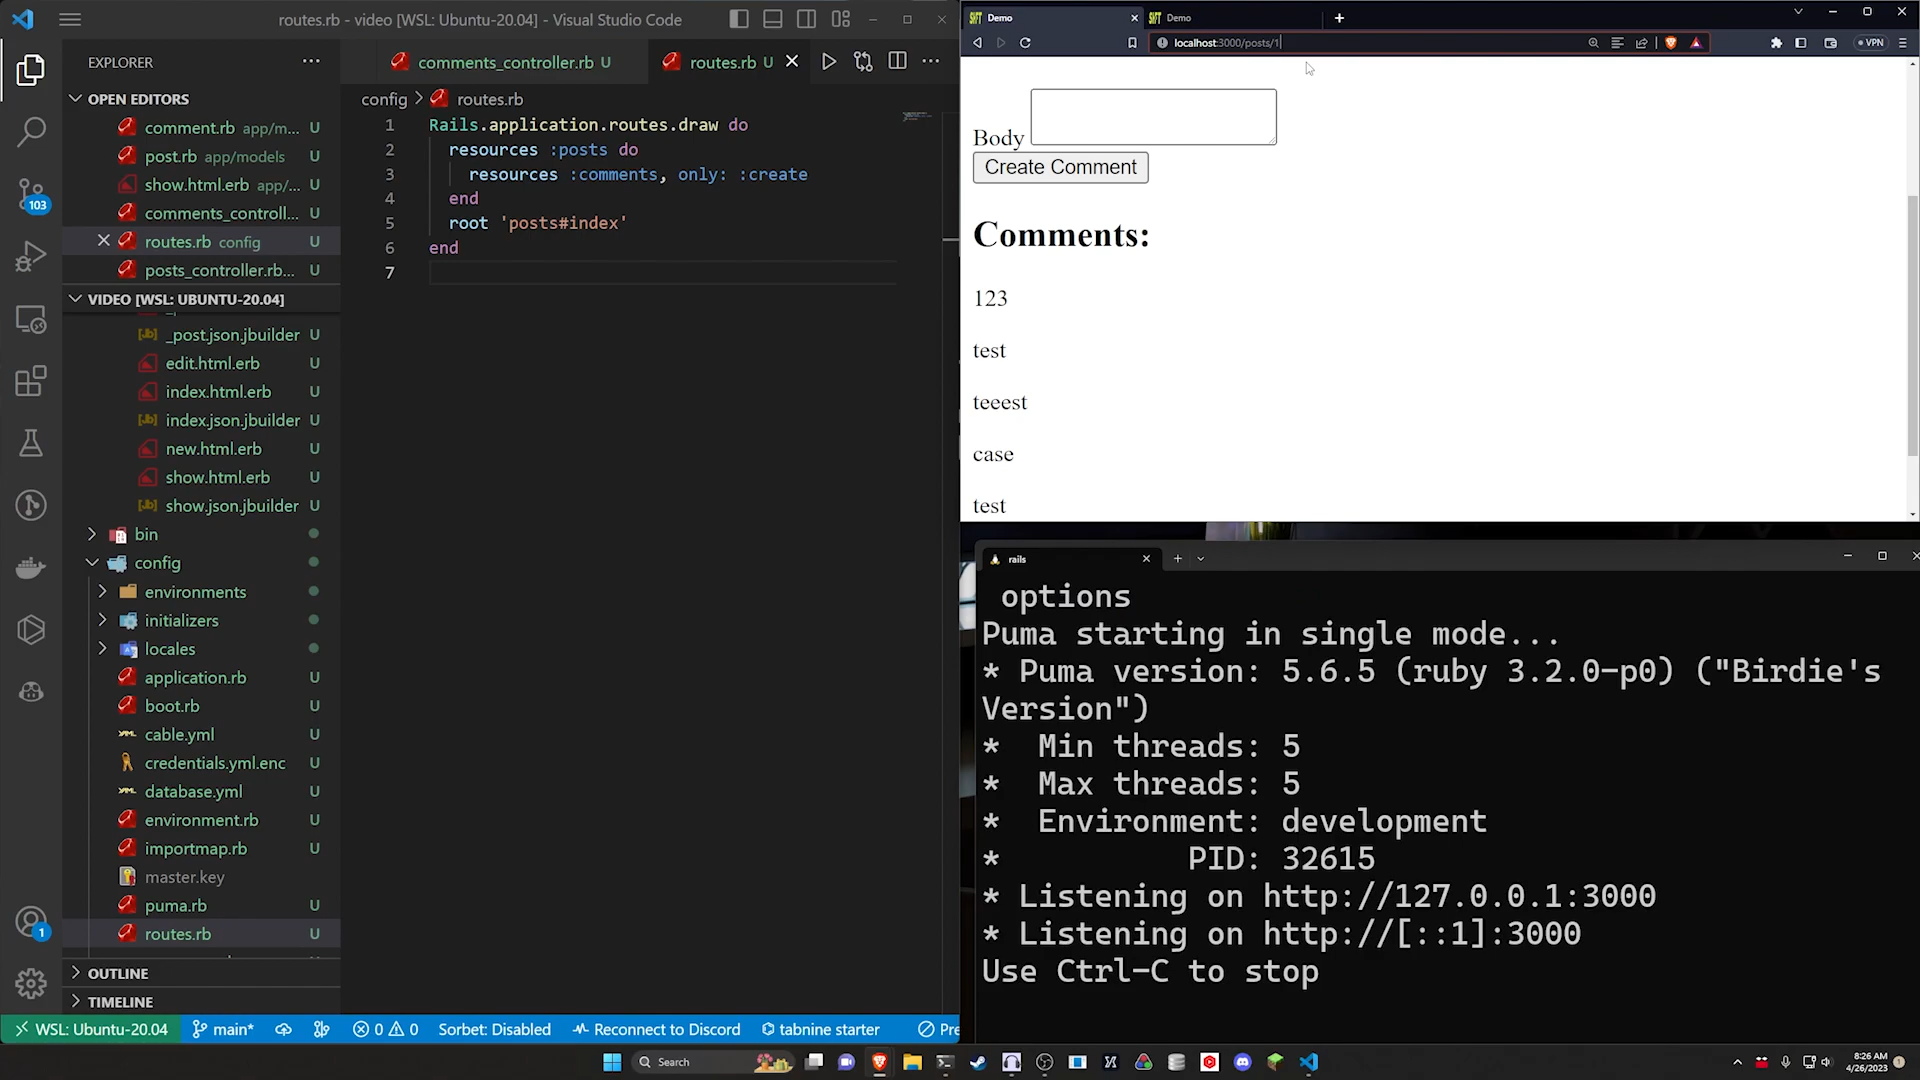 routes.rb - video [WSL: Ubuntu-20.04] - Visual Studio Code
EXPLORER
OPEN EDITORS
comment.rb app/m... U
post.rb app/models U
show.html.erb app/... U
comments_controll... U
routes.rb config U
posts_controller.rb... U
VIDEO [WSL: UBUNTU-20.04]
_post.json.jbuilder U
edit.html.erb U
index.html.erb U
index.json.jbuilder U
new.html.erb U
show.html.erb U
show.json.jbuilder U
bin
config
environments
initializers
locales
application.rb U
boot.rb U
cable.yml U
credentials.yml.enc U
database.yml U
environment.rb U
importmap.rb U
master.key
puma.rb U
routes.rb U
OUTLINE
TIMELINE
103
1
comments_controller.rb U
routes.rb U
config > routes.rb
1 Rails.application.routes.draw do
2 resources :posts do
3 resources :comments, only: :create
4 end
5 root 'posts#index'
6 end
7
WSL: Ubuntu-20.04
main*
0 0
Sorbet: Disabled
Reconnect to Discord
tabnine starter
Pre
Demo
Demo
localhost:3000/posts/1
VPN
Body
Create Comment
Comments:
123
test
teeest
case
test
rails
options
Puma starting in single mode...
* Puma version: 5.6.5 (ruby 3.2.0-p0) ("Birdie's
Version")
* Min threads: 5
* Max threads: 5
* Environment: development
* PID: 32615
* Listening on http://127.0.0.1:3000
* Listening on http://[::1]:3000
Use Ctrl-C to stop
Search
8:26 AM
4/26/2023